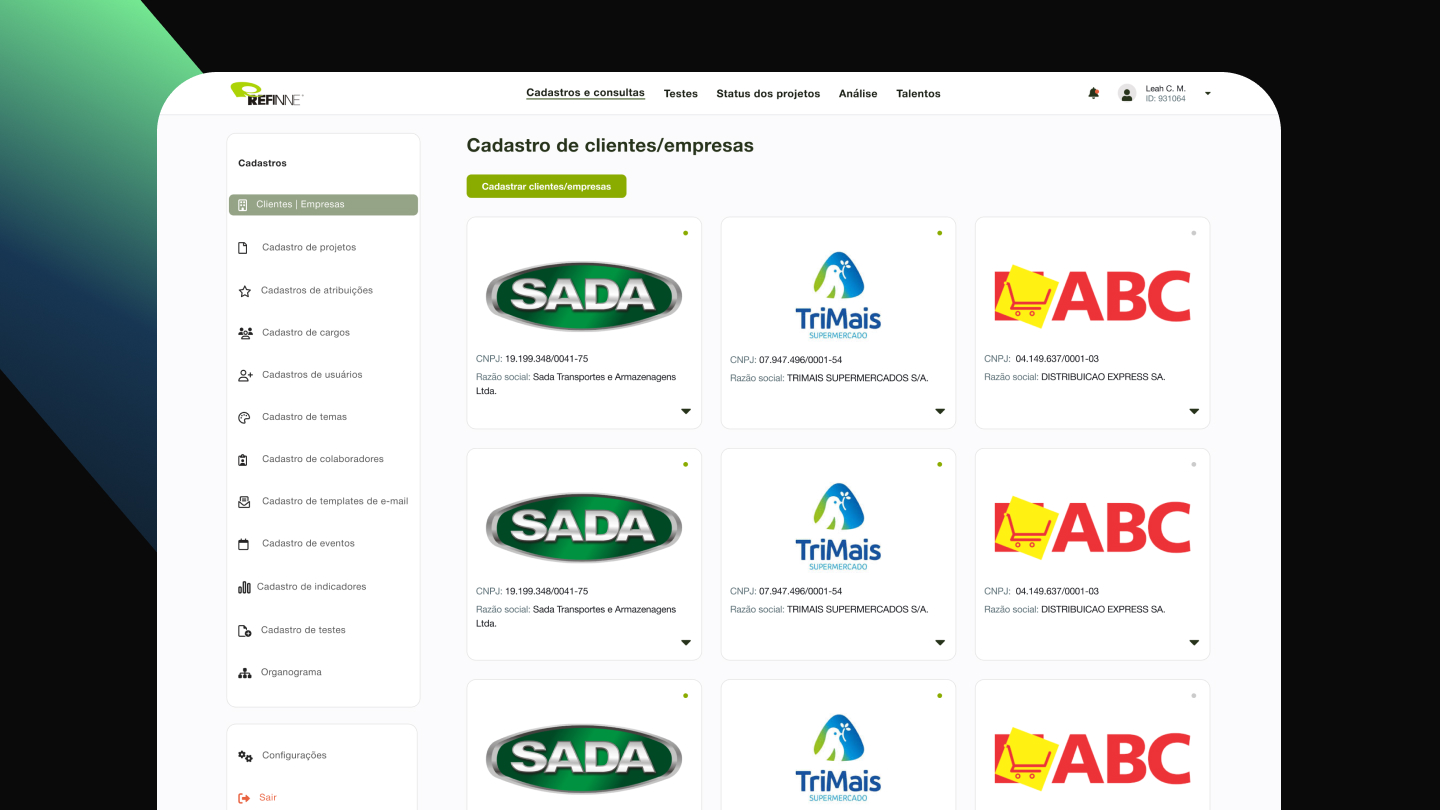 REFINNE
Cadastros e consultas
Testes
Status dos projetos
Análise
Talentos
Leah C. M.
ID: 931064
Cadastros
Clientes | Empresas
Cadastro de projetos
Cadastros de atribuições
Cadastro de cargos
Cadastros de usuários
Cadastro de temas
Cadastro de colaboradores
Cadastro de templates de e-mail
Cadastro de eventos
Cadastro de indicadores
Cadastro de testes
Organograma
Configurações
Sair
Cadastro de clientes/empresas
Cadastrar clientes/empresas
SADA
CNPJ: 19.199.348/0041-75
Razão social: Sada Transportes e Armazenagens
Ltda.
TriMais
SUPERMERCADO
CNPJ: 07.947.496/0001-54
Razão social: TRIMAIS SUPERMERCADOS S/A.
ABC
CNPJ: 04.149.637/0001-03
Razão social: DISTRIBUICAO EXPRESS SA.
SADA
CNPJ: 19.199.348/0041-75
Razão social: Sada Transportes e Armazenagens
Ltda.
TriMais
SUPERMERCADO
CNPJ: 07.947.496/0001-54
Razão social: TRIMAIS SUPERMERCADOS S/A.
ABC
CNPJ: 04.149.637/0001-03
Razão social: DISTRIBUICAO EXPRESS SA.
SADA
TriMais
SUPERMERCADO
ABC